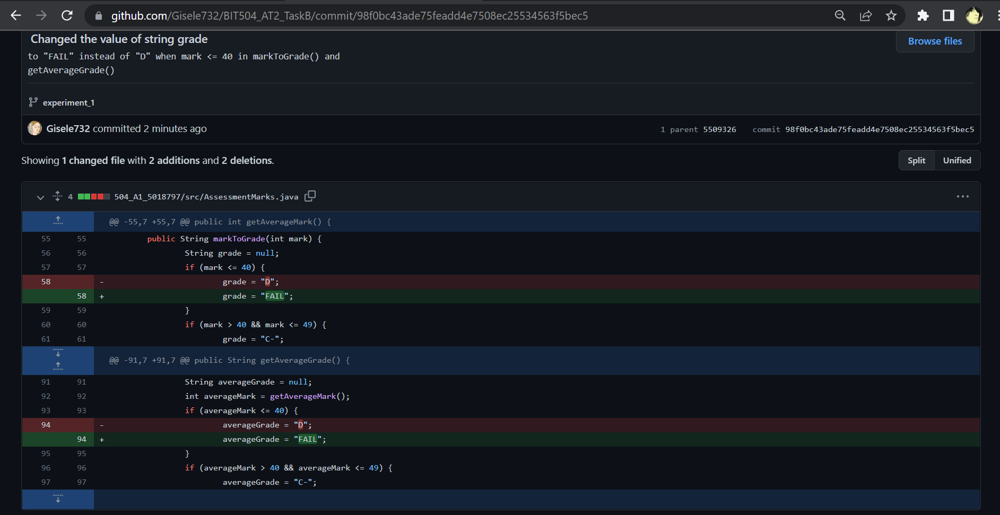 github.com/Gisele732/BIT504_AT2_TaskB/commit/98f0bc43ade75feadd4e7508ec25534563f5bec5
Changed the value of string grade
Browse files
to "FAIL" instead of "D" when mark <= 40 in markToGrade() and
getAverageGrade()
experiment_1
Gisele732 committed 2 minutes ago
1 parent 5509326 commit 98f0bc43ade75feadd4e7508ec25534563f5bec5
Showing 1 changed file with 2 additions and 2 deletions.
Split Unified
4 504_A1_5018797/src/AssessmentMarks.java
@@ -55,7 +55,7 @@ public int getAverageMark() {
55 55 public String markToGrade(int mark) {
56 56 String grade = null;
57 57 if (mark <= 40) {
58 - grade = "D";
58 + grade = "FAIL";
59 59 }
60 60 if (mark > 40 && mark <= 49) {
61 61 grade = "C-";
@@ -91,7 +91,7 @@ public String getAverageGrade() {
91 91 String averageGrade = null;
92 92 int averageMark = getAverageMark();
93 93 if (averageMark <= 40) {
94 - averageGrade = "D";
94 + averageGrade = "FAIL";
95 95 }
96 96 if (averageMark > 40 && averageMark <= 49) {
97 97 averageGrade = "C-";